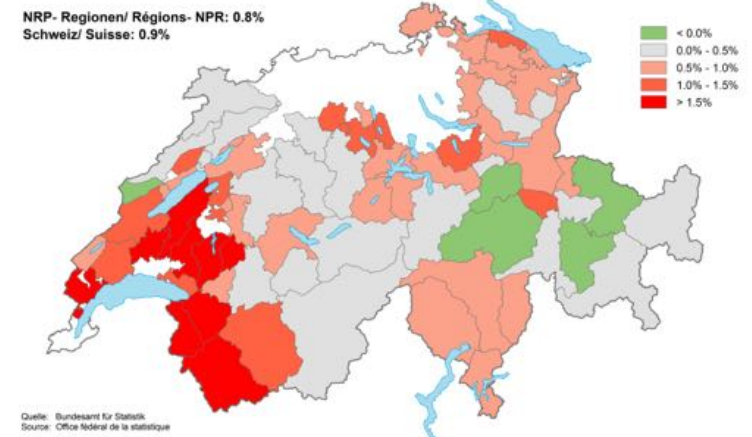 NRP- Regionen/ Régions- NPR: 0.8%
Schweiz/ Suisse: 0.9%
< 0.0%
0.0% - 0.5%
0.5% - 1.0%
1.0% - 1.5%
> 1.5%
Quelle: Bundesamt für Statistik
Source: Office fédéral de la statistique